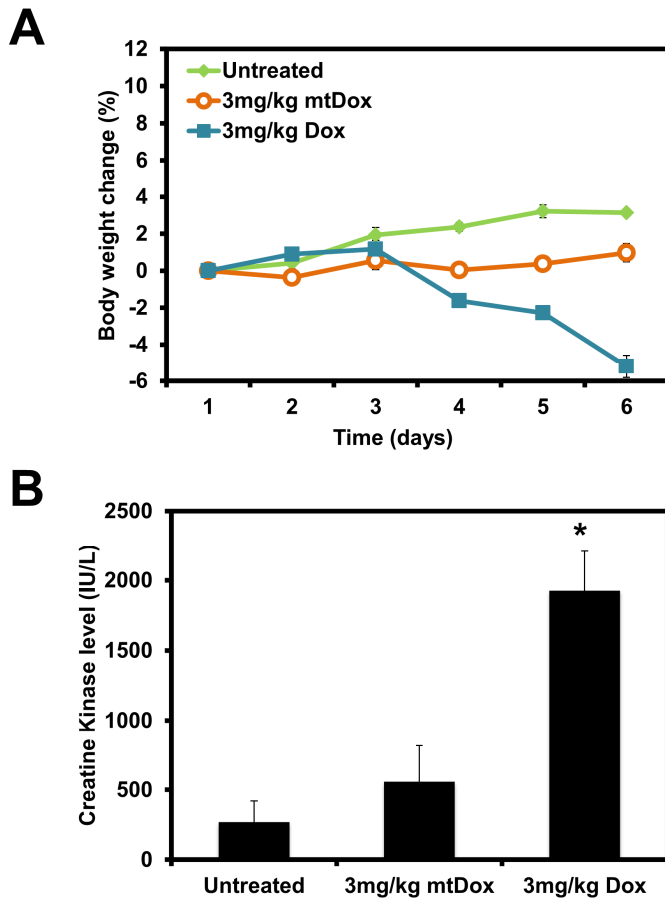 A
12
10
8
6
4
2
0
-2
-4
-6
Body weight change (%)
Untreated
3mg/kg mtDox
3mg/kg Dox
1 2 3 4 5 6
Time (days)
B
2500
2000
1500
1000
500
0
Creatine Kinase level (IU/L)
*
Untreated 3mg/kg mtDox 3mg/kg Dox